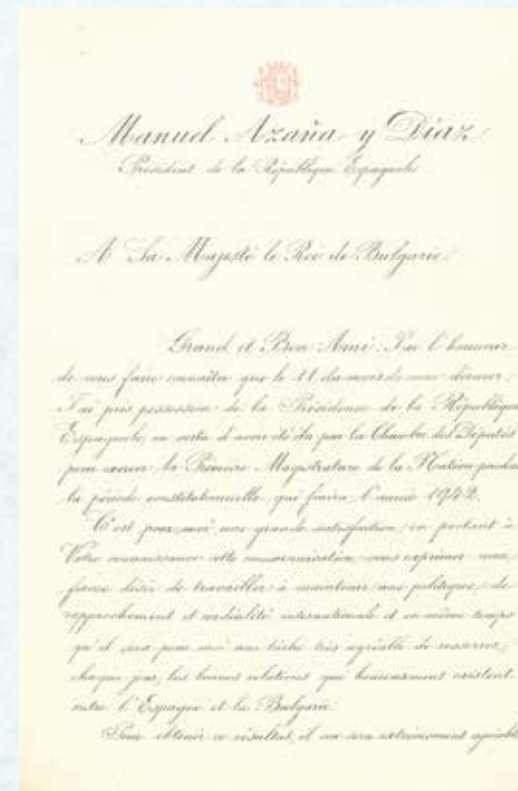 Manuel Azaña y Díaz
Président de la République Espagnole
A Sa Majesté le Roi de Bulgarie
Grand et Bon Ami: J'ai l'honneur
de vous faire connaître que le 11 du mois de mai dernier,
J'ai pris possession de la Présidence de la République
Espagnole, en vertu d'avoir été élu par la Chambre des Députés
pour exercer la Première Magistrature de la Nation pendant
la période constitutionnelle qui finira l'année 1942.
C'est pour moi une grande satisfaction, en portant à
Votre connaissance cette communication, vous exprimer mon
désir de travailler à maintenir une politique de
rapprochement et cordialité internationale et en même temps
qu'il sera pour moi une tâche très agréable de resserrer,
chaque jour, les bonnes relations qui heureusement existent
entre l'Espagne et la Bulgarie.
Pour obtenir ce résultat, il me sera extrêmement agréable